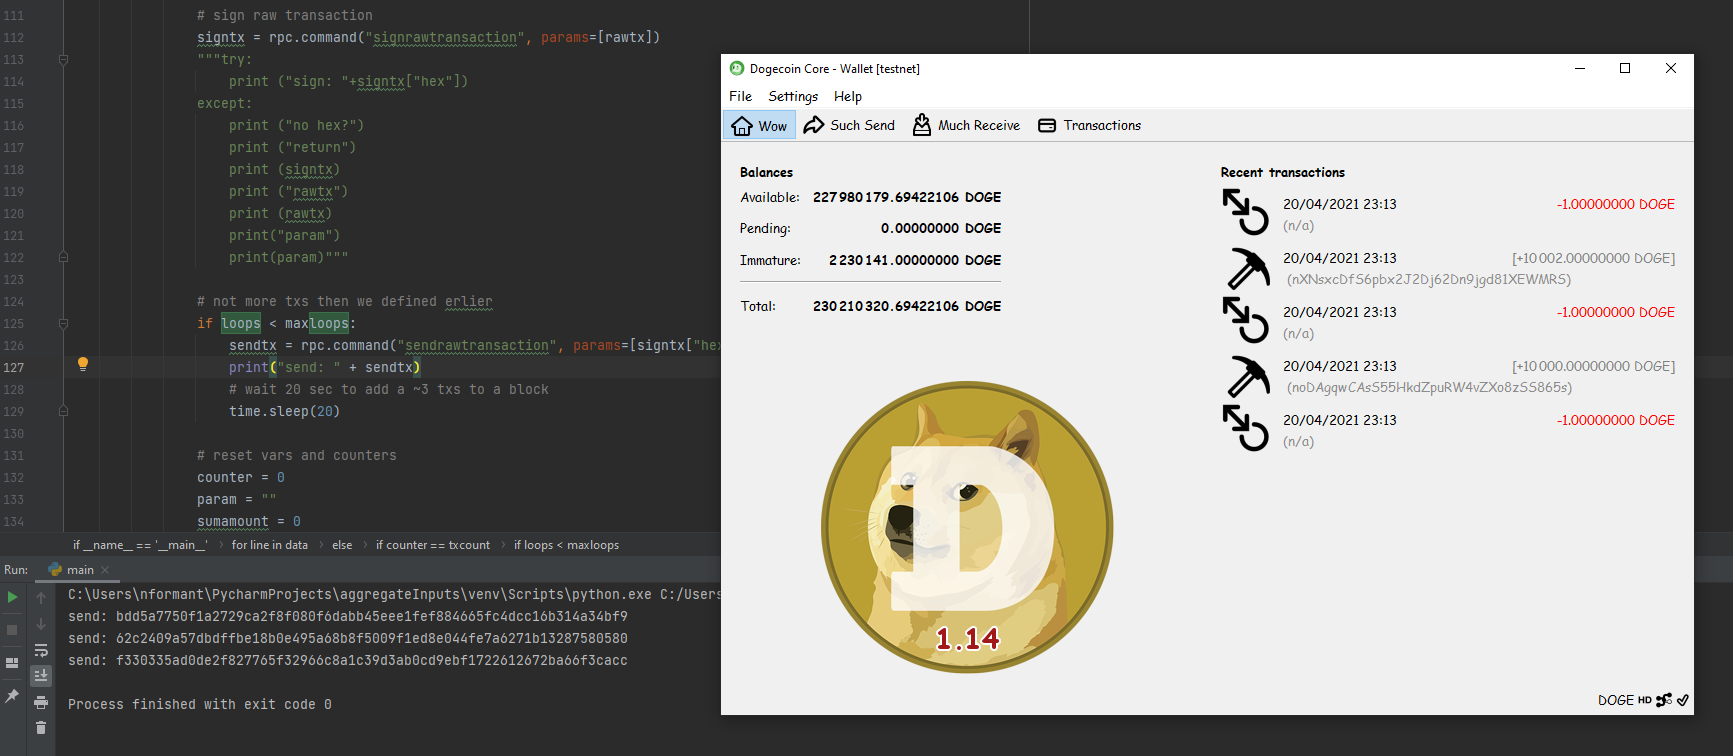 111 # sign raw transaction
112 signtx = rpc.command("signrawtransaction", params=[rawtx])
113 """try:
114 print ("sign: "+signtx["hex"])
115 except:
116 print ("no hex?")
117 print ("return")
118 print (signtx)
119 print ("rawtx")
120 print (rawtx)
121 print("param")
122 print(param)"""
123
124 # not more txs then we defined erlier
125 if loops < maxloops:
126 sendtx = rpc.command("sendrawtransaction", params=[signtx["hex
127 print("send: " + sendtx)
128 # wait 20 sec to add a ~3 txs to a block
129 time.sleep(20)
130
131 # reset vars and counters
132 counter = 0
133 param = ""
134 sumamount = 0
if __name__ == '__main__' › for line in data › else › if counter == txcount › if loops < maxloops
Run: main ×
C:\Users\nformant\PycharmProjects\aggregateInputs\venv\Scripts\python.exe C:/Users
send: bdd5a7750f1a2729ca2f8f080f6dabb45eee1fef884665fc4dcc16b314a34bf9
send: 62c2409a57dbdffbe18b0e495a68b8f5009f1ed8e044fe7a6271b13287580580
send: f330335ad0de2f827765f32966c8a1c39d3ab0cd9ebf1722612672ba66f3cacc
Process finished with exit code 0
Dogecoin Core - Wallet [testnet]
File Settings Help
Wow Such Send Much Receive Transactions
Balances
Available: 227 980 179.69422106 DOGE
Pending: 0.00000000 DOGE
Immature: 2 230 141.00000000 DOGE
Total: 230 210 320.69422106 DOGE
D
1.14
Recent transactions
20/04/2021 23:13 -1.00000000 DOGE
(n/a)
20/04/2021 23:13 [+10 002.00000000 DOGE]
(nXNsxcDfS6pbx2J2Dj62Dn9jgd81XEWMRS)
20/04/2021 23:13 -1.00000000 DOGE
(n/a)
20/04/2021 23:13 [+10 000.00000000 DOGE]
(noDAgqwCAsS55HkdZpuRW4vZXo8zSS865s)
20/04/2021 23:13 -1.00000000 DOGE
(n/a)
DOGE HD